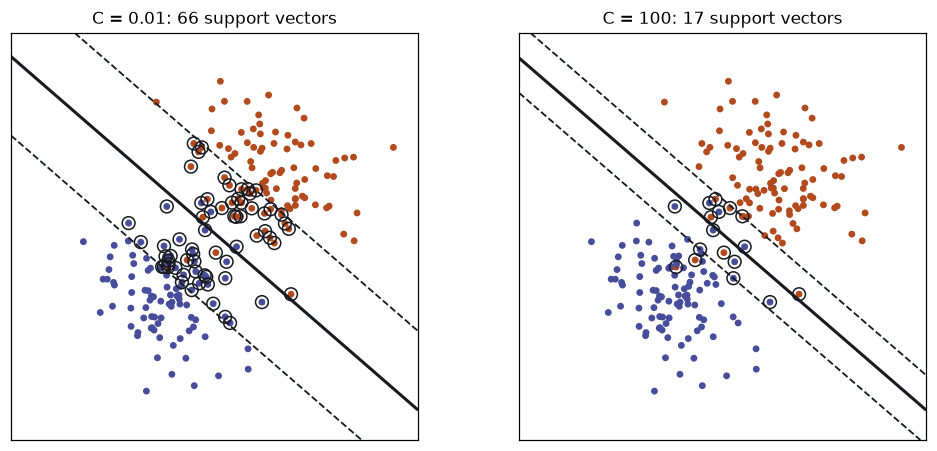 C = 0.01: 66 support vectors
C = 100: 17 support vectors